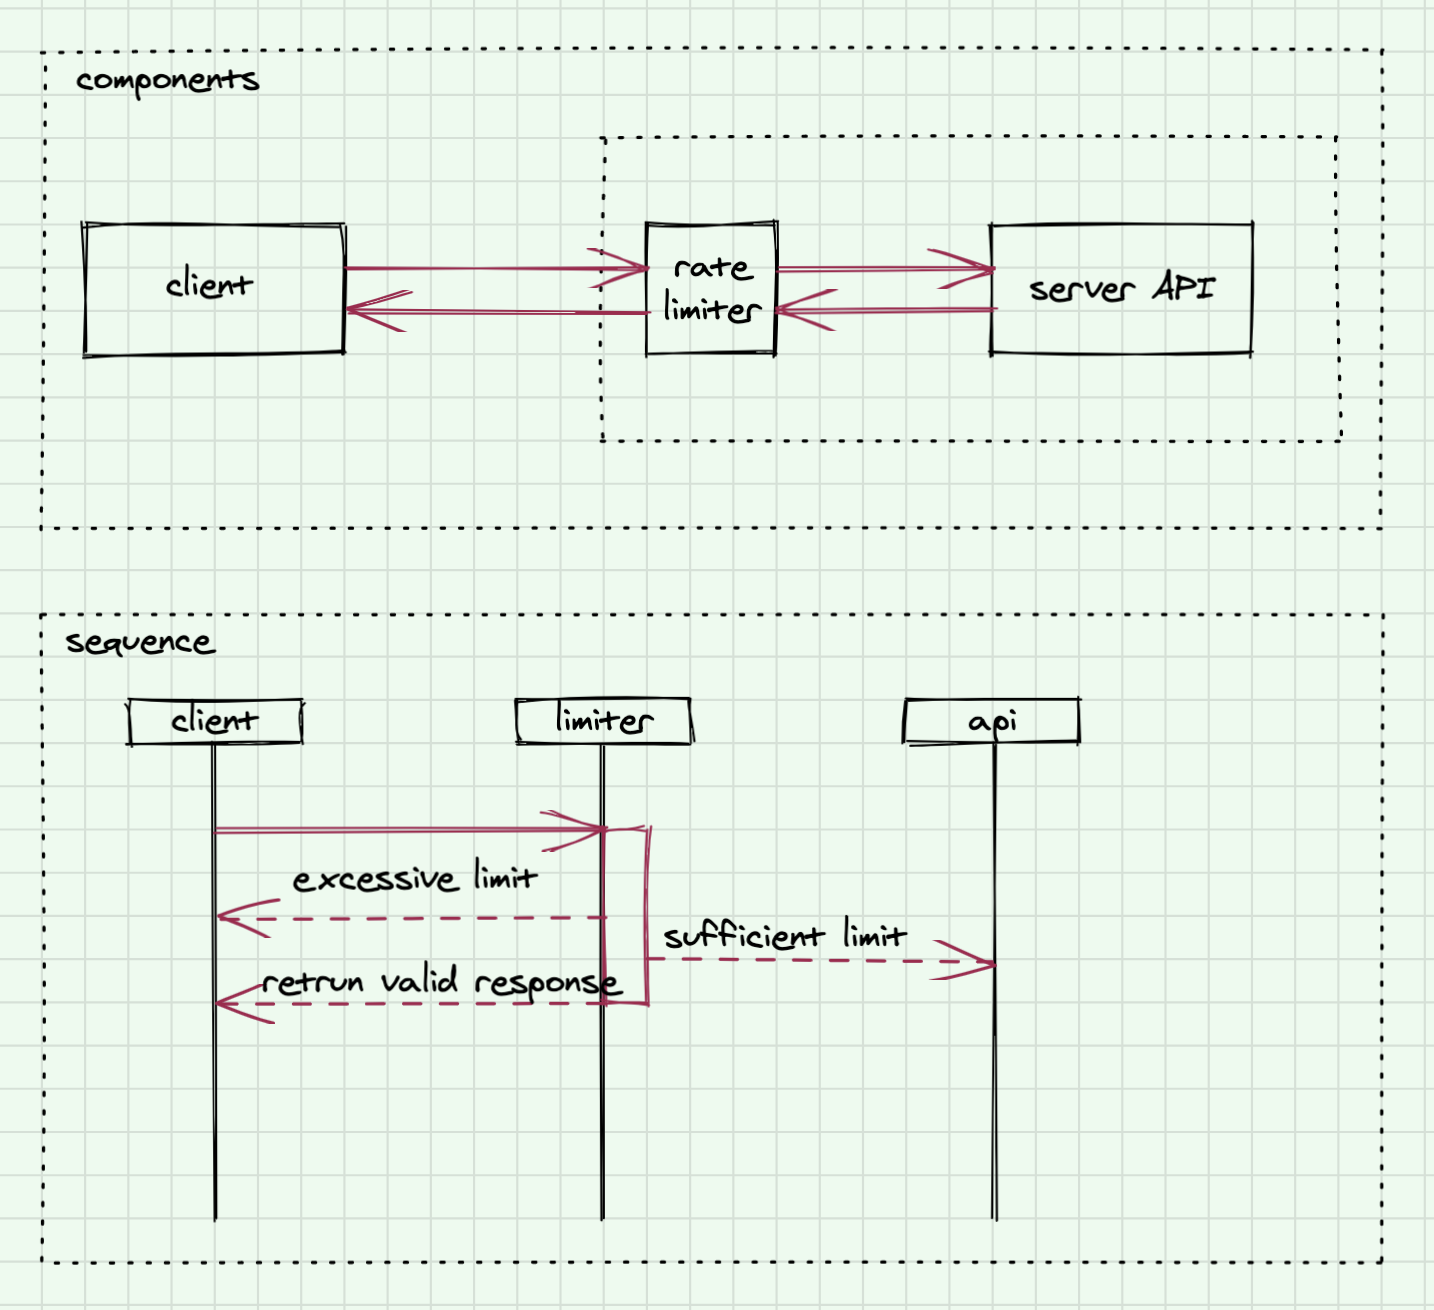 components
client
rate
limiter
server API
sequence
client
limiter
api
excessive limit
sufficient limit
retrun valid response